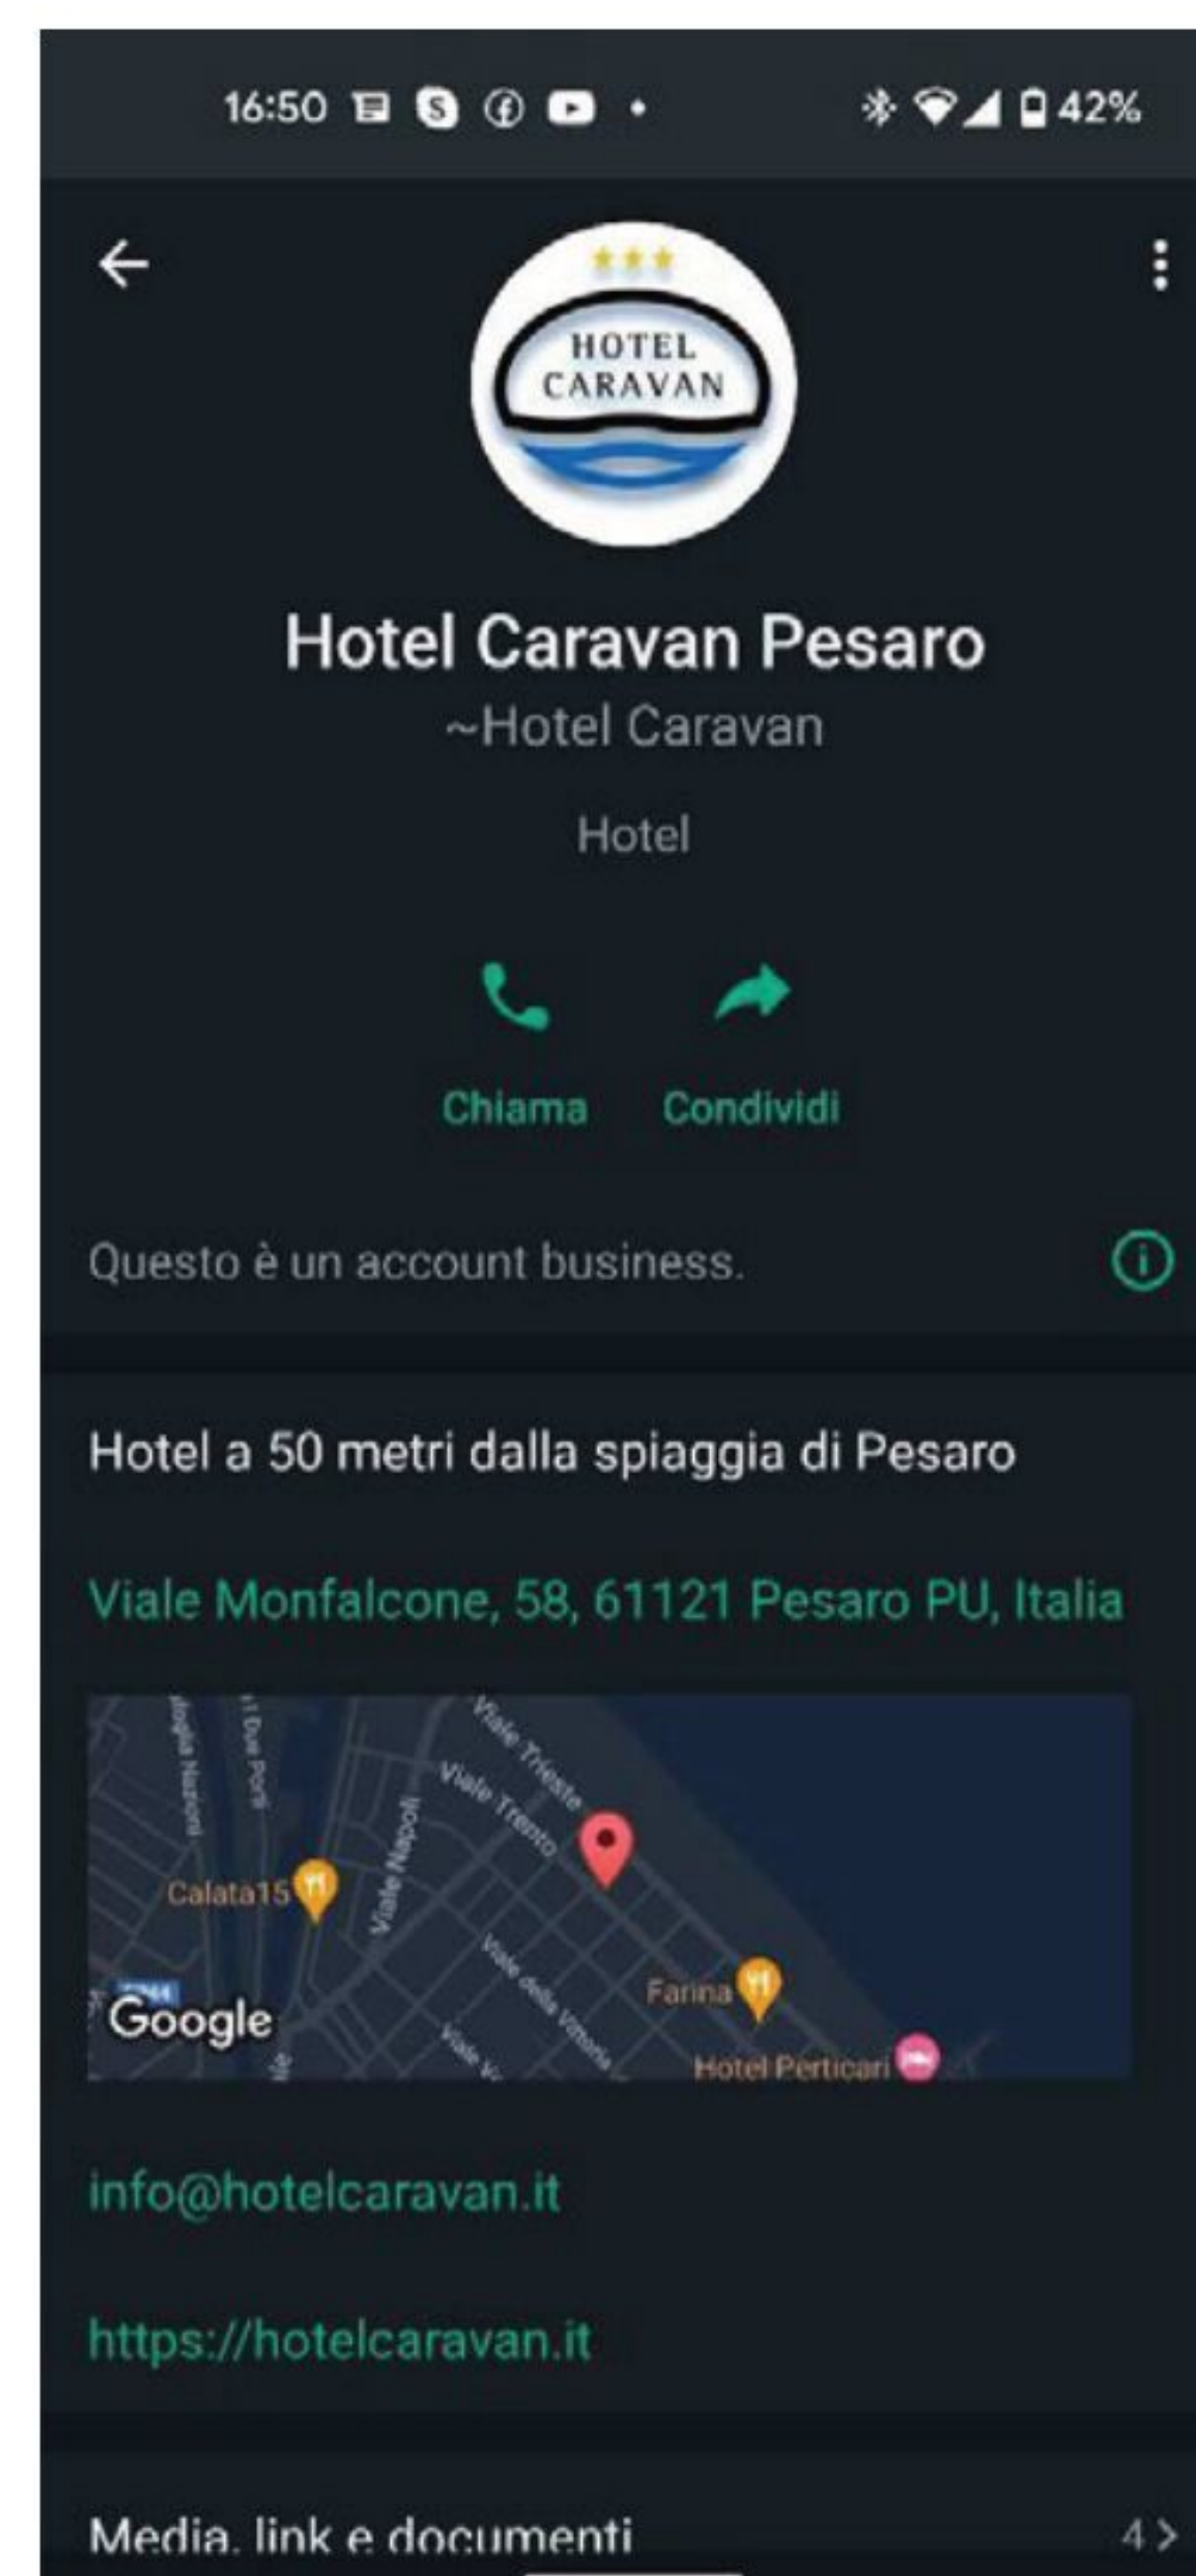 16:50
42%
HOTEL
CARAVAN
Hotel Caravan Pesaro
~Hotel Caravan
Hotel
Chiama
Condividi
Questo è un account business.
Hotel a 50 metri dalla spiaggia di Pesaro
Viale Monfalcone, 58, 61121 Pesaro PU, Italia
Viale Trieste
Viale Trento
Viale Napoli
Calata15
Viale della Vittoria
Farina
Google
Viale
Hotel Perticari
info@hotelcaravan.it
https://hotelcaravan.it
Media, link e documenti
4